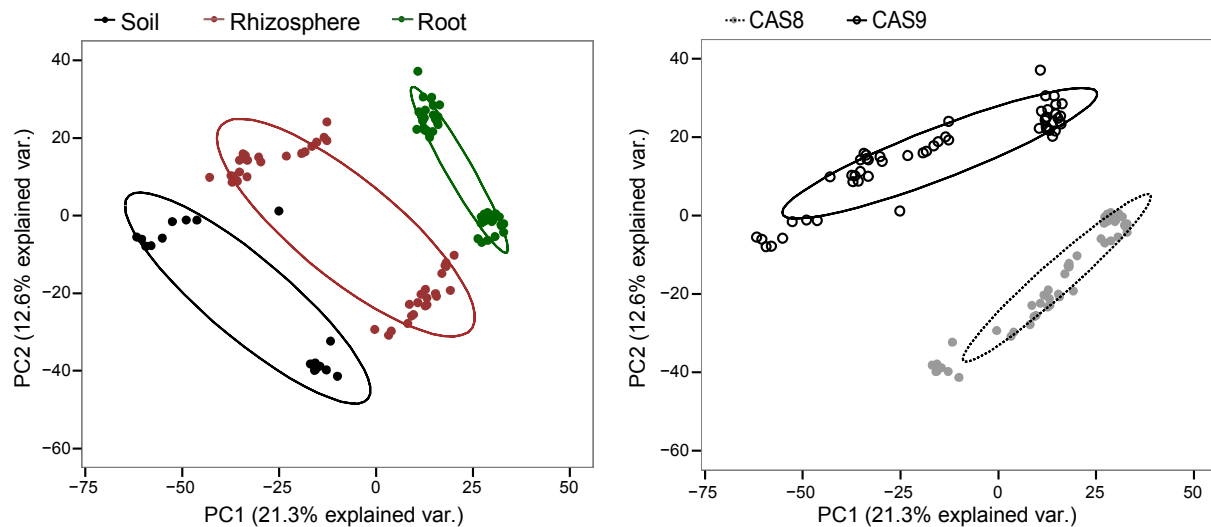 Soil Rhizosphere Root
40
20
0
−20
−40
−60
PC2 (12.6% explained var.)
−75 −50 −25 0 25 50
PC1 (21.3% explained var.)
CAS8 CAS9
40
20
0
−20
−40
−60
PC2 (12.6% explained var.)
−75 −50 −25 0 25 50
PC1 (21.3% explained var.)